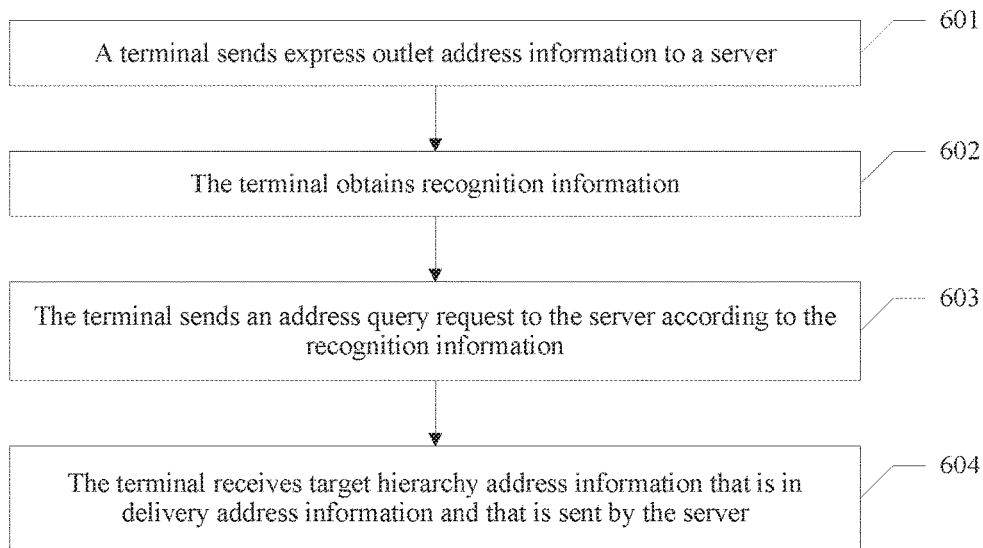 601
A terminal sends express outlet address information to a server
602
The terminal obtains recognition information
603
The terminal sends an address query request to the server according to the
recognition information
604
The terminal receives target hierarchy address information that is in
delivery address information and that is sent by the server